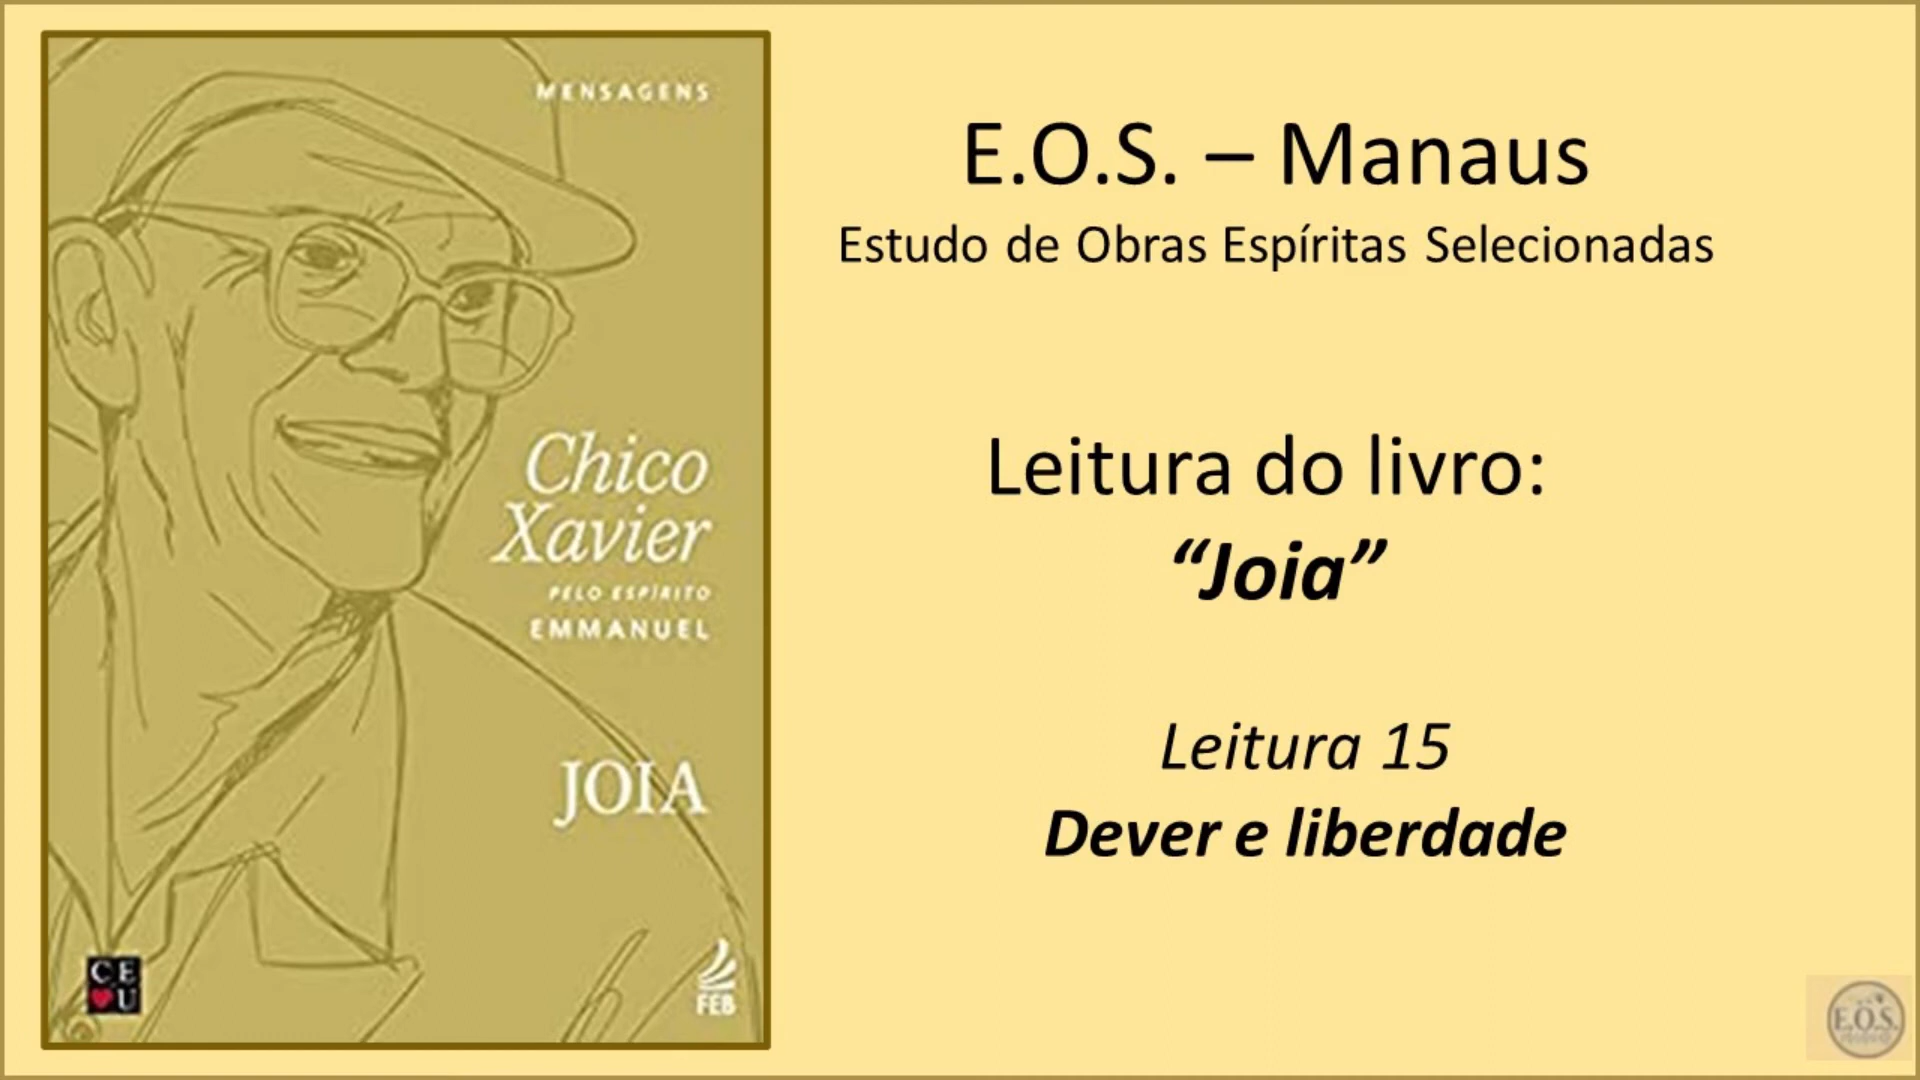 MENSAGENS
Chico
Xavier
PELO ESPÍRITO
EMMANUEL
JOIA
CE
U
FEB
E.O.S. – Manaus
Estudo de Obras Espíritas Selecionadas
Leitura do livro:
“Joia”
Leitura 15
Dever e liberdade
E.O.S.